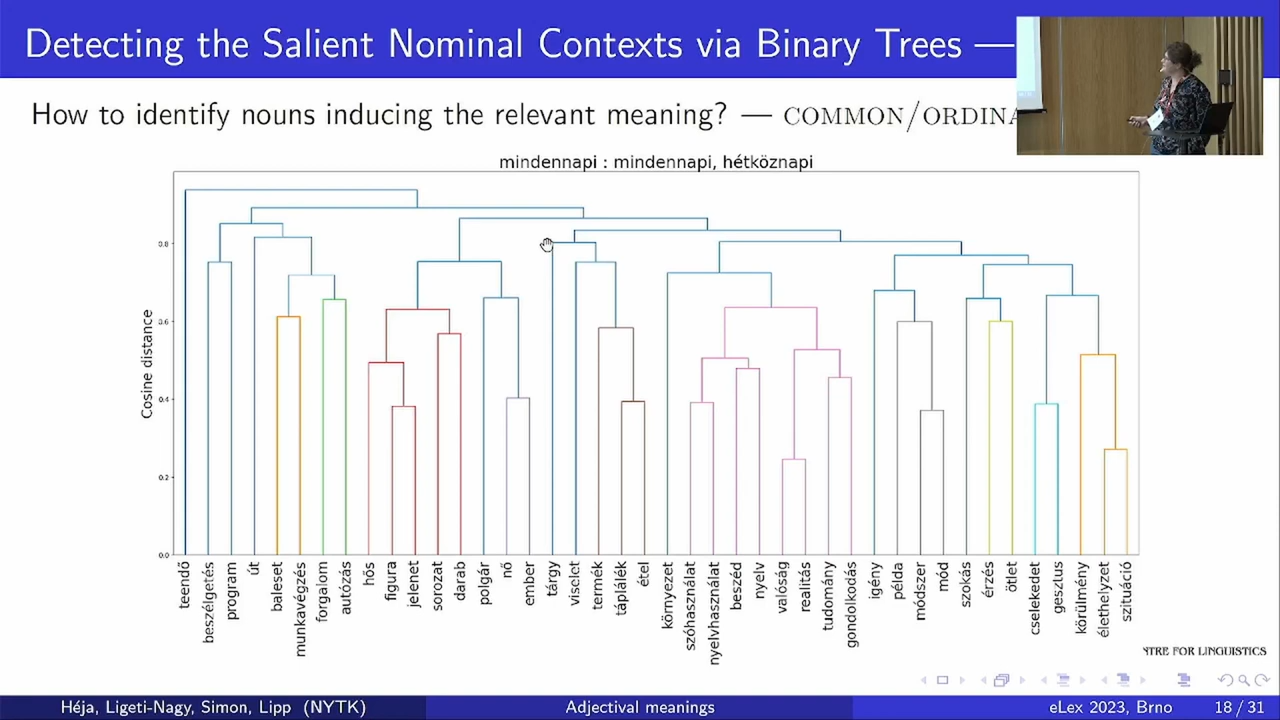 Detecting the Salient Nominal Contexts via Binary Trees —
How to identify nouns inducing the relevant meaning? — COMMON/ORDINA
mindennapi : mindennapi, hétköznapi
Cosine distance
0.8
0.6
0.4
0.2
0.0
teendő
beszélgetés
program
út
baleset
munkavégzés
forgalom
autózás
hős
figura
jelenet
sorozat
darab
polgár
nő
ember
tárgy
viselet
termék
táplálék
étel
környezet
szóhasználat
nyelvhasználat
beszéd
nyelv
valóság
realitás
tudomány
gondolkodás
igény
példa
módszer
mód
szokás
érzés
ötlet
cselekedet
gesztus
körülmény
élethelyzet
szituáció
NTRE FOR LINGUISTICS
Héja, Ligeti-Nagy, Simon, Lipp (NYTK) Adjectival meanings eLex 2023, Brno 18 / 31